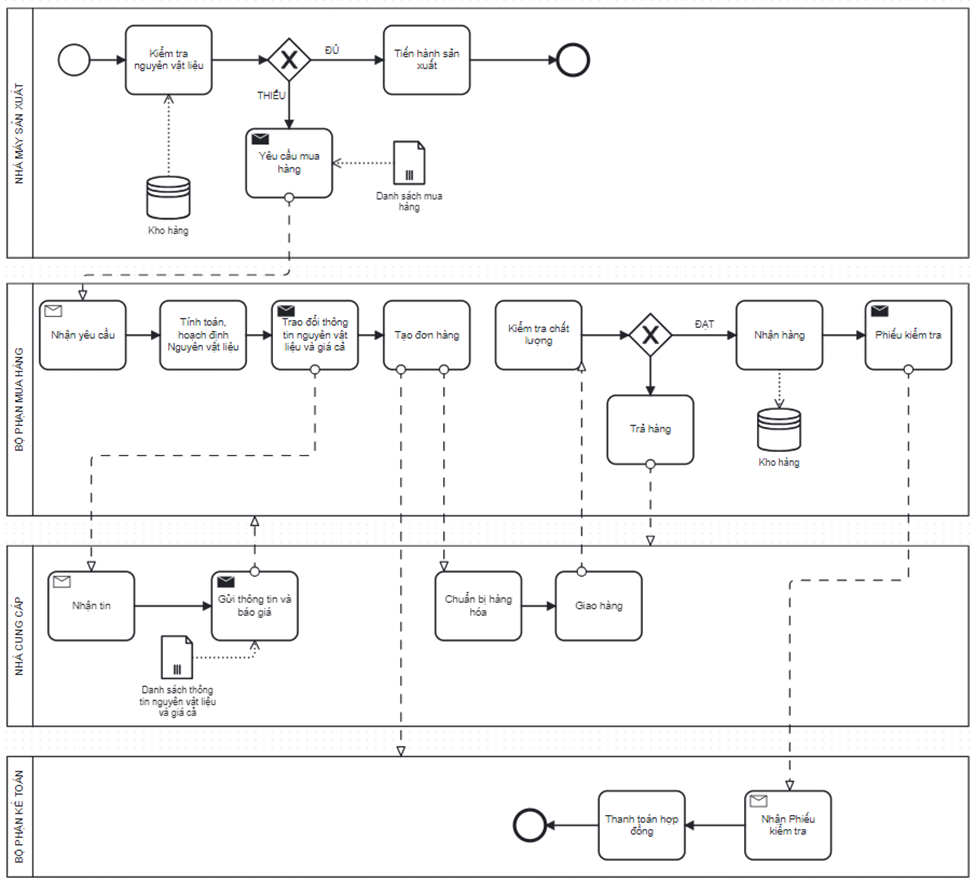 NHÀ MÁY SẢN XUẤT
Kiểm tra
nguyên vật liệu
ĐỦ
Tiến hành sản
xuất
THIẾU
Yêu cầu mua
hàng
Danh sách mua
hàng
Kho hàng
BỘ PHẬN MUA HÀNG
Nhận yêu cầu
Tính toán,
hoạch định
Nguyên vật liệu
Trao đổi thông
tin nguyên vật
liệu và giá cả
Tạo đơn hàng
Kiểm tra chất
lượng
ĐẠT
Nhận hàng
Phiếu kiểm tra
Trả hàng
Kho hàng
NHÀ CUNG CẤP
Nhận tin
Gửi thông tin và
báo giá
Chuẩn bị hàng
hóa
Giao hàng
Danh sách thông
tin nguyên vật liệu
và giá cả
BỘ PHẬN KẾ TOÁN
Thanh toán hợp
đồng
Nhận Phiếu
kiểm tra